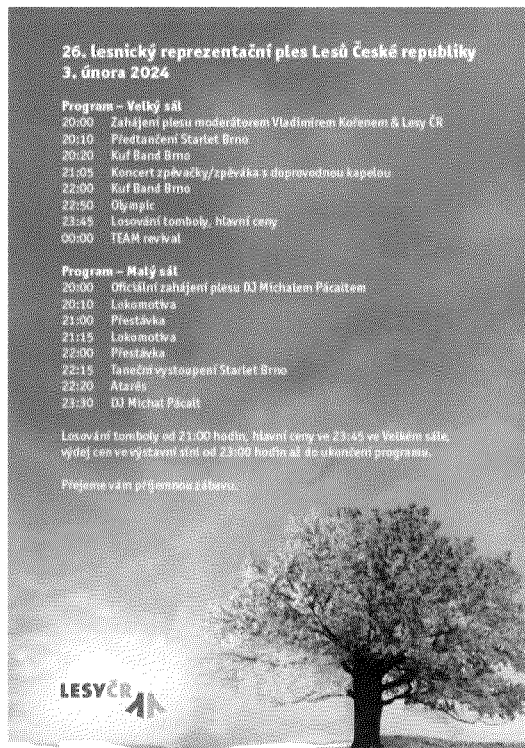 26. lesnický reprezentační ples Lesů České republiky
3. února 2024
Program – Velký sál
20:00 Zahájení plesu moderátorem Vladimírem Kořenem & Lesy ČR
20:10 Předtančení Starlet Brno
20:20 Kuf Band Brno
21:05 Koncert zpěvačky/zpěváka s doprovodnou kapelou
22:00 Kuf Band Brno
22:50 Olympic
23:45 Losování tomboly, hlavní ceny
00:00 TEAM revival
Program – Malý sál
20:00 Oficiální zahájení plesu DJ Michalem Pácaltem
20:10 Lokomotiva
21:00 Přestávka
21:15 Lokomotiva
22:00 Přestávka
22:15 Taneční vystoupení Starlet Brno
22:20 Atarés
23:30 DJ Michal Pácalt
Losování tomboly od 21:00 hodin, hlavní ceny ve 23:45 ve Velkém sále,
výdej cen ve výstavní síni od 23:00 hodin až do ukončení programu.
Přejeme vám příjemnou zábavu.
LESY ČR